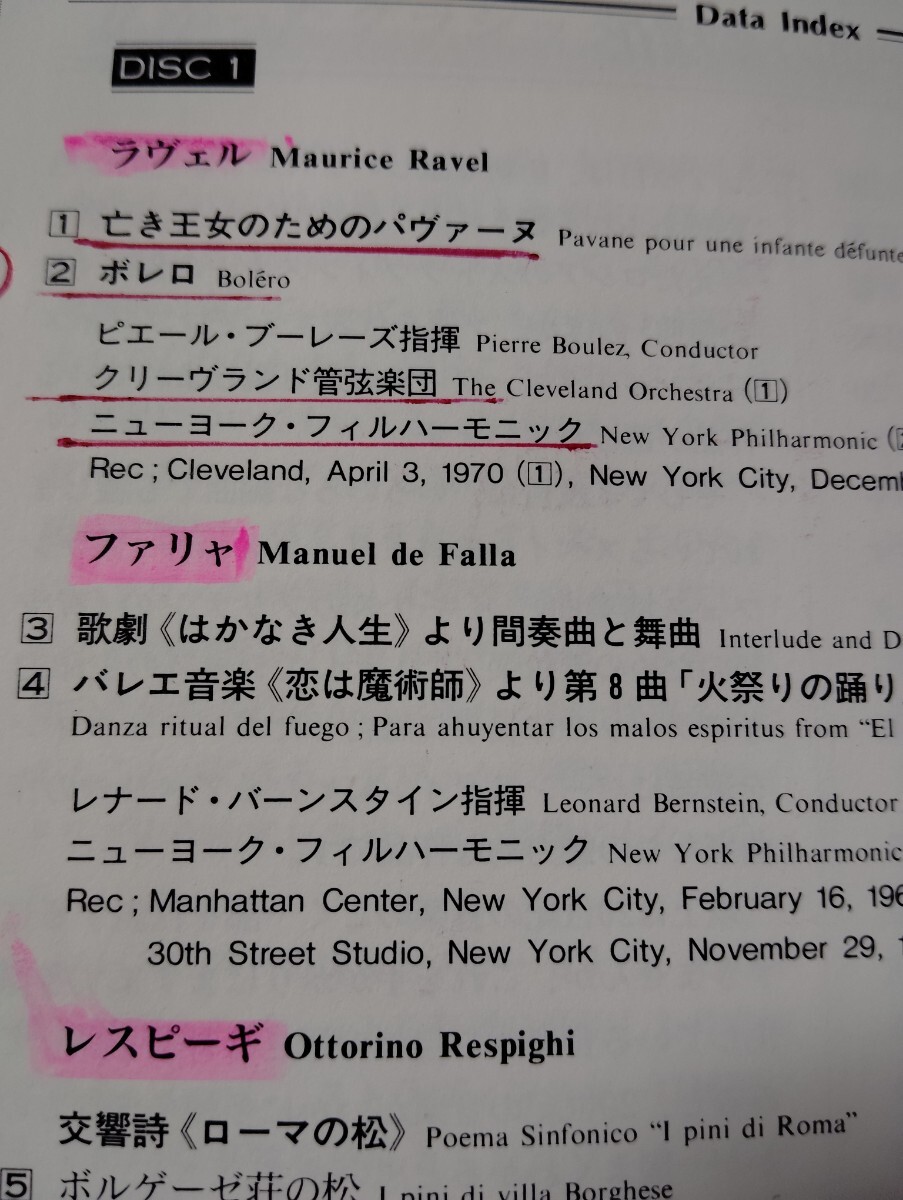 Data Index
DISC 1
ラヴェル Maurice Ravel
1 亡き王女のためのパヴァーヌ Pavane pour une infante défunte
2 ボレロ Boléro
ピエール・ブーレーズ指揮 Pierre Boulez, Conductor
クリーヴランド管弦楽団 The Cleveland Orchestra (1)
ニューヨーク・フィルハーモニック New York Philharmonic (
Rec ; Cleveland, April 3, 1970 (1), New York City, Decem
ファリャ Manuel de Falla
3 歌劇《はかなき人生》より間奏曲と舞曲 Interlude and D
4 バレエ音楽《恋は魔術師》より第8曲「火祭りの踊り
Danza ritual del fuego ; Para ahuyentar los malos espiritus from “El
レナード・バーンスタイン指揮 Leonard Bernstein, Conductor
ニューヨーク・フィルハーモニック New York Philharmonic
Rec ; Manhattan Center, New York City, February 16, 196
30th Street Studio, New York City, November 29, 1
レスピーギ Ottorino Respighi
交響詩《ローマの松》 Poema Sinfonico “I pini di Roma”
5 ボルゲーゼ荘の松 I pini di villa Borghese